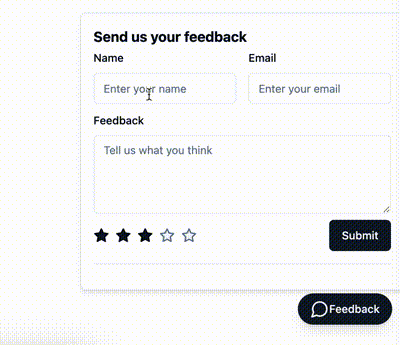 Send us your feedback
Name Email
Enter your name Enter your email
Feedback
Tell us what you think
Submit
Feedback